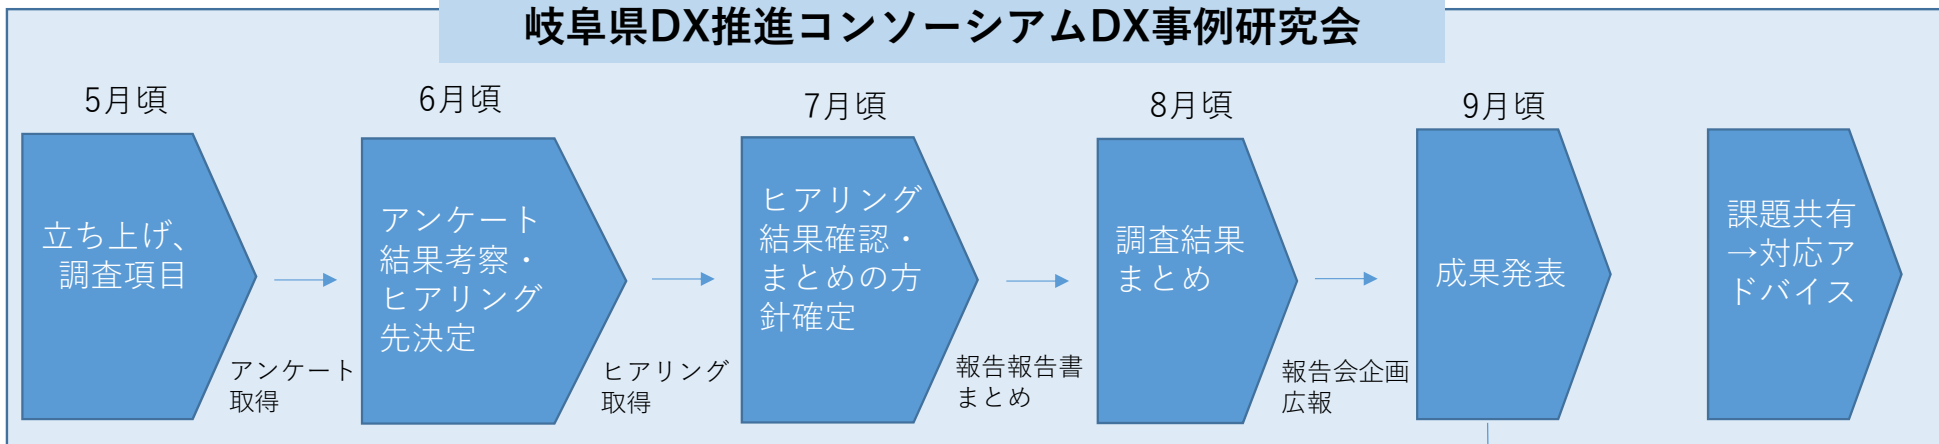 岐阜県DX推進コンソーシアムDX事例研究会
5月頃
6月頃
7月頃
8月頃
9月頃
立ち上げ、
調査項目
アンケート
取得
アンケート
結果考察・
ヒアリング
先決定
ヒアリング
取得
ヒアリング
結果確認・
まとめの方
針確定
報告報告書
まとめ
調査結果
まとめ
報告会企画
広報
成果発表
課題共有
→対応ア
ドバイス